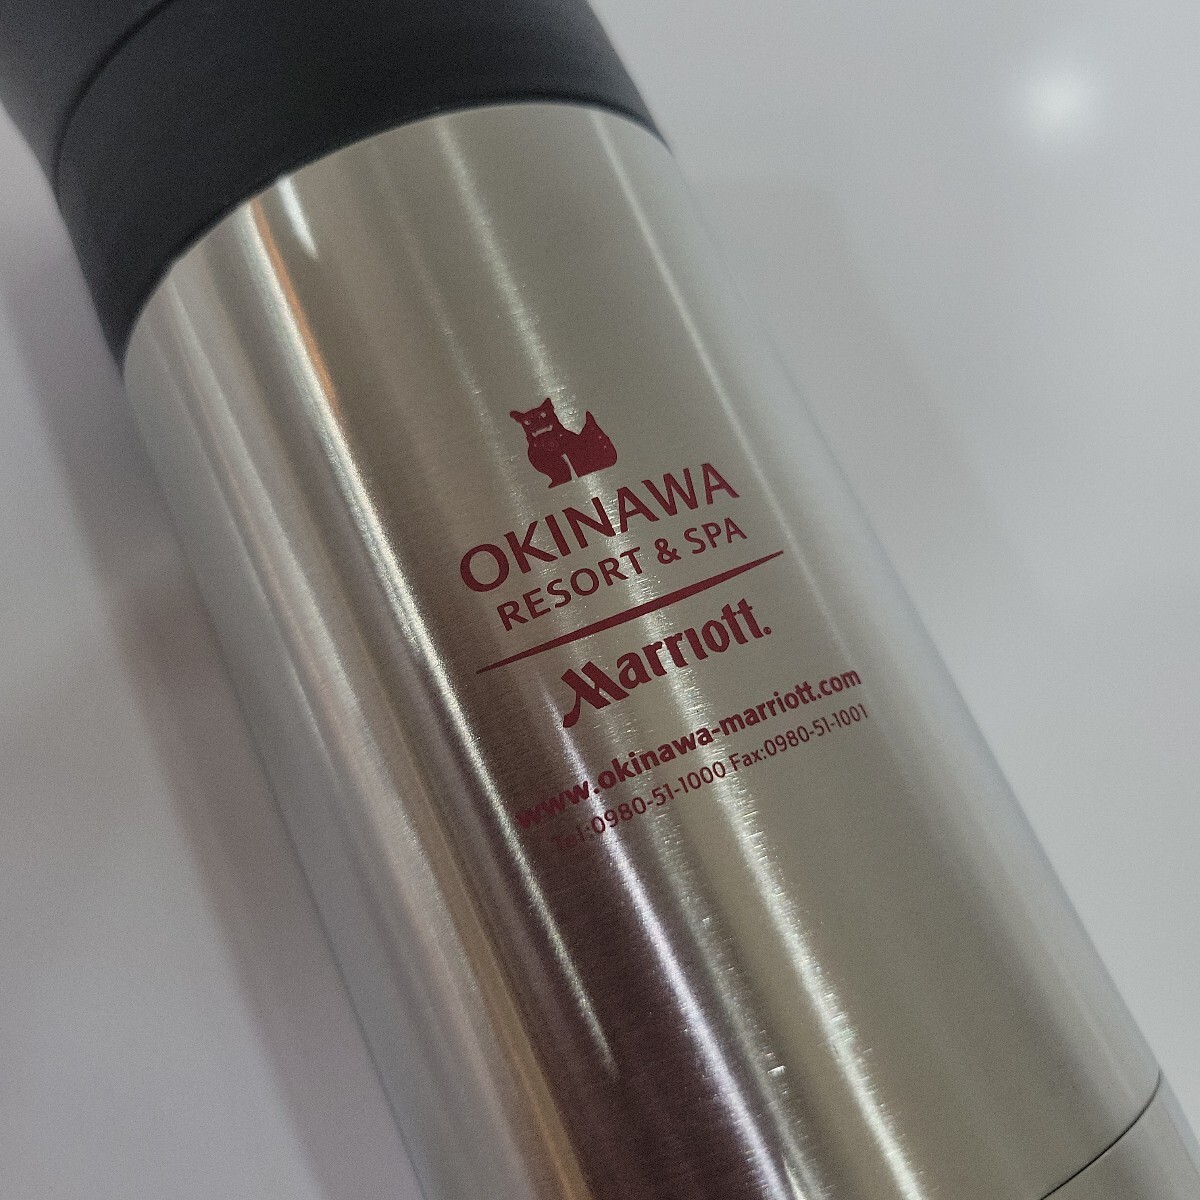 OKINAWA
RESORT & SPA
Marriott®
www.okinawa-marriott.com
Tel:0980-51-1000 Fax:0980-51-1001